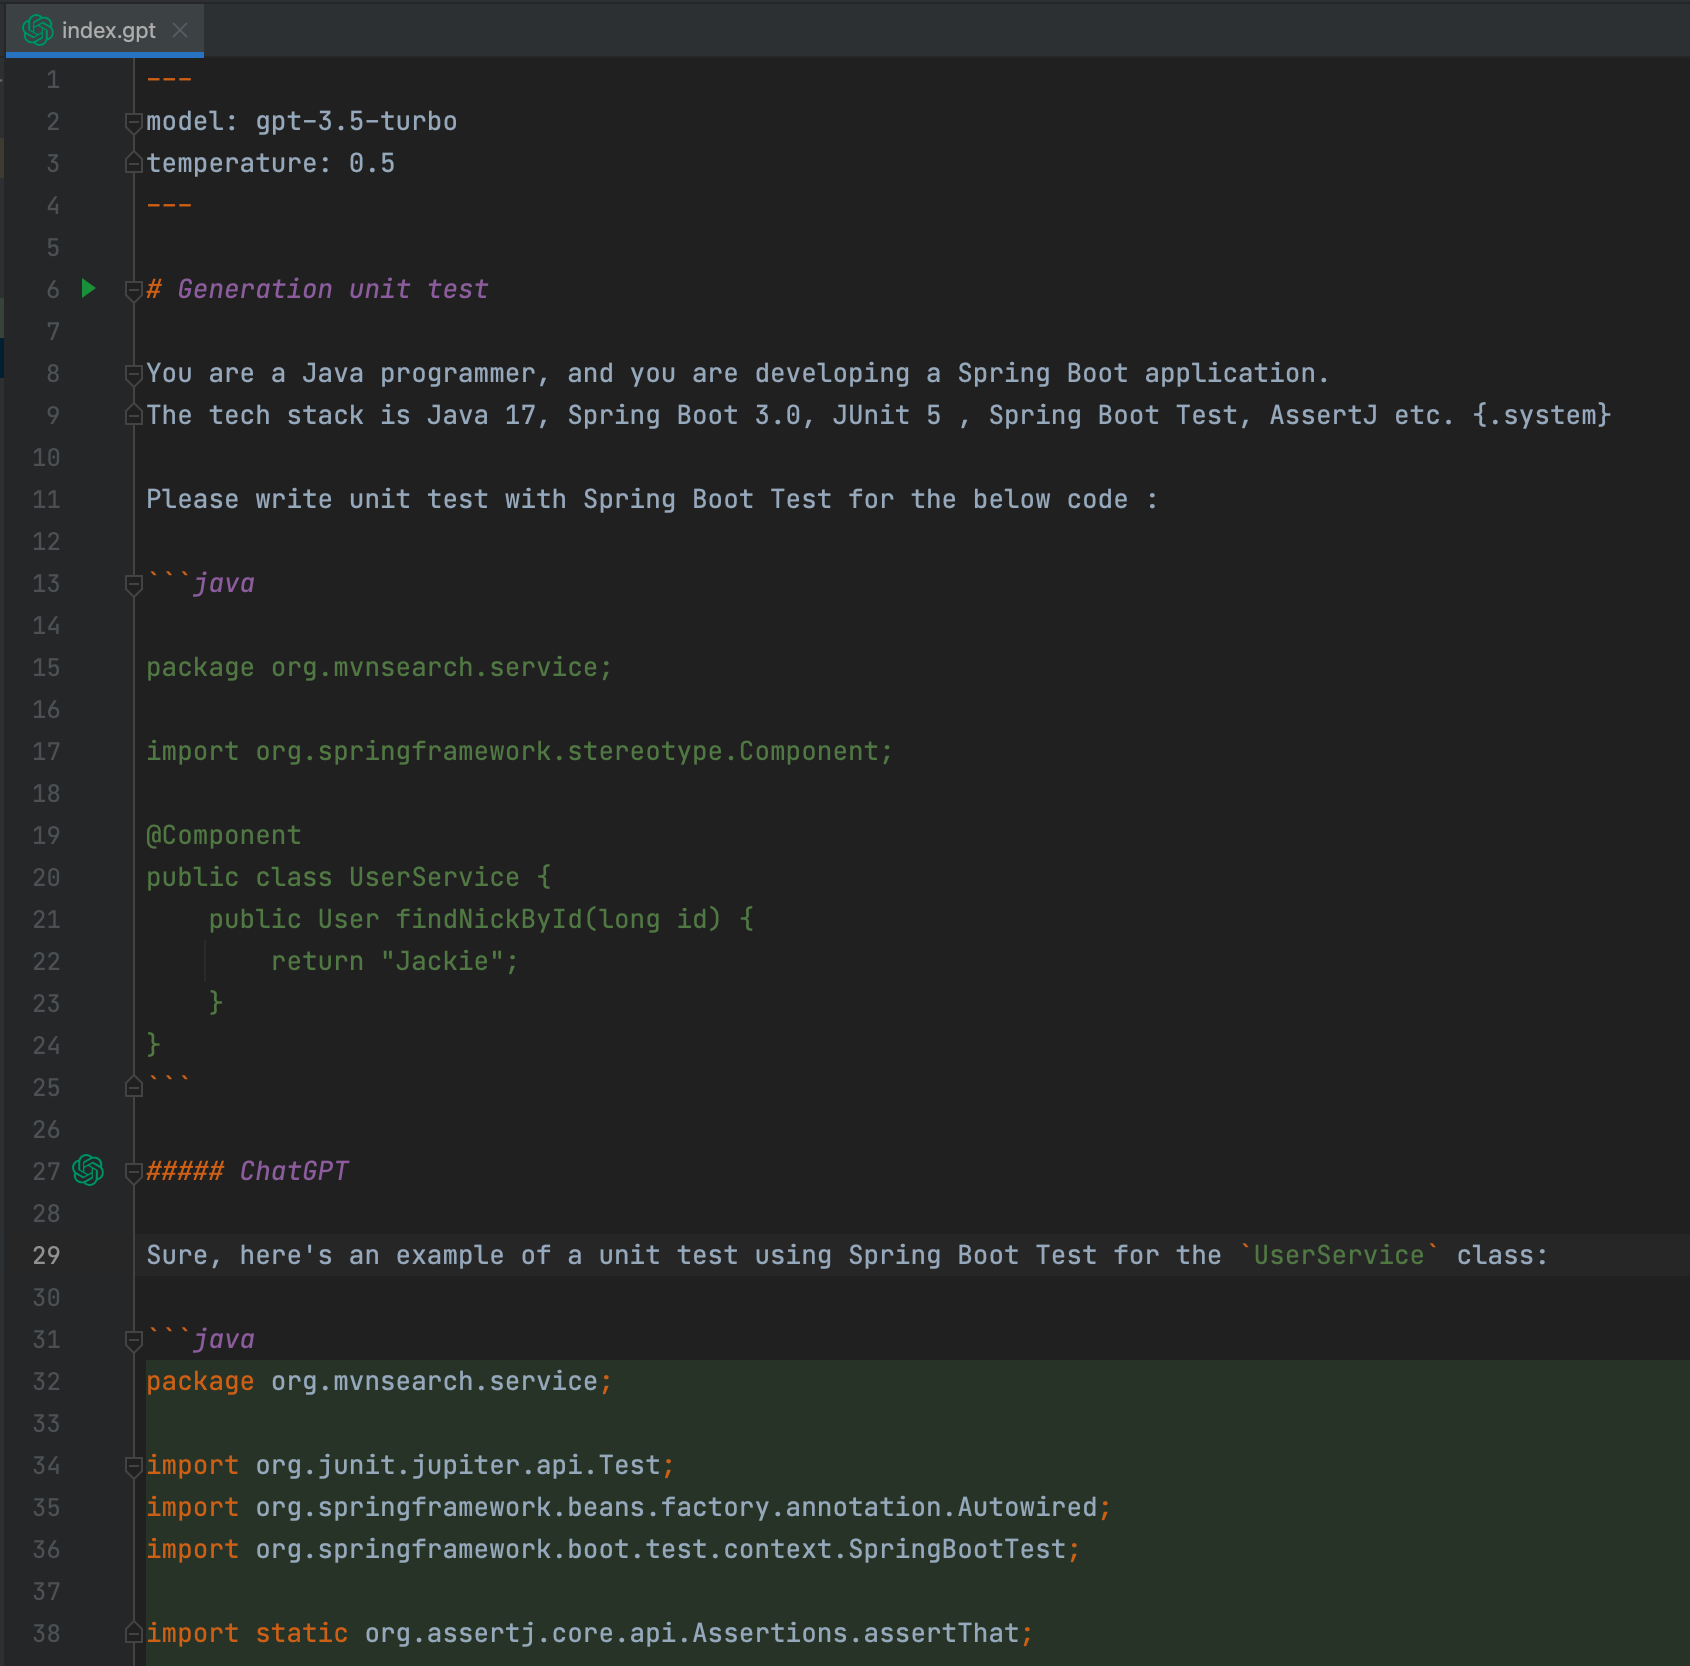 index.gpt
1 ---
2 model: gpt-3.5-turbo
3 temperature: 0.5
4 ---
5
6 # Generation unit test
7
8 You are a Java programmer, and you are developing a Spring Boot application.
9 The tech stack is Java 17, Spring Boot 3.0, JUnit 5 , Spring Boot Test, AssertJ etc. {.system}
10
11 Please write unit test with Spring Boot Test for the below code :
12
13 ```java
14
15 package org.mvnsearch.service;
16
17 import org.springframework.stereotype.Component;
18
19 @Component
20 public class UserService {
21     public User findNickById(long id) {
22         return "Jackie";
23     }
24 }
25 ```
26
27 ##### ChatGPT
28
29 Sure, here's an example of a unit test using Spring Boot Test for the `UserService` class:
30
31 ```java
32 package org.mvnsearch.service;
33
34 import org.junit.jupiter.api.Test;
35 import org.springframework.beans.factory.annotation.Autowired;
36 import org.springframework.boot.test.context.SpringBootTest;
37
38 import static org.assertj.core.api.Assertions.assertThat;